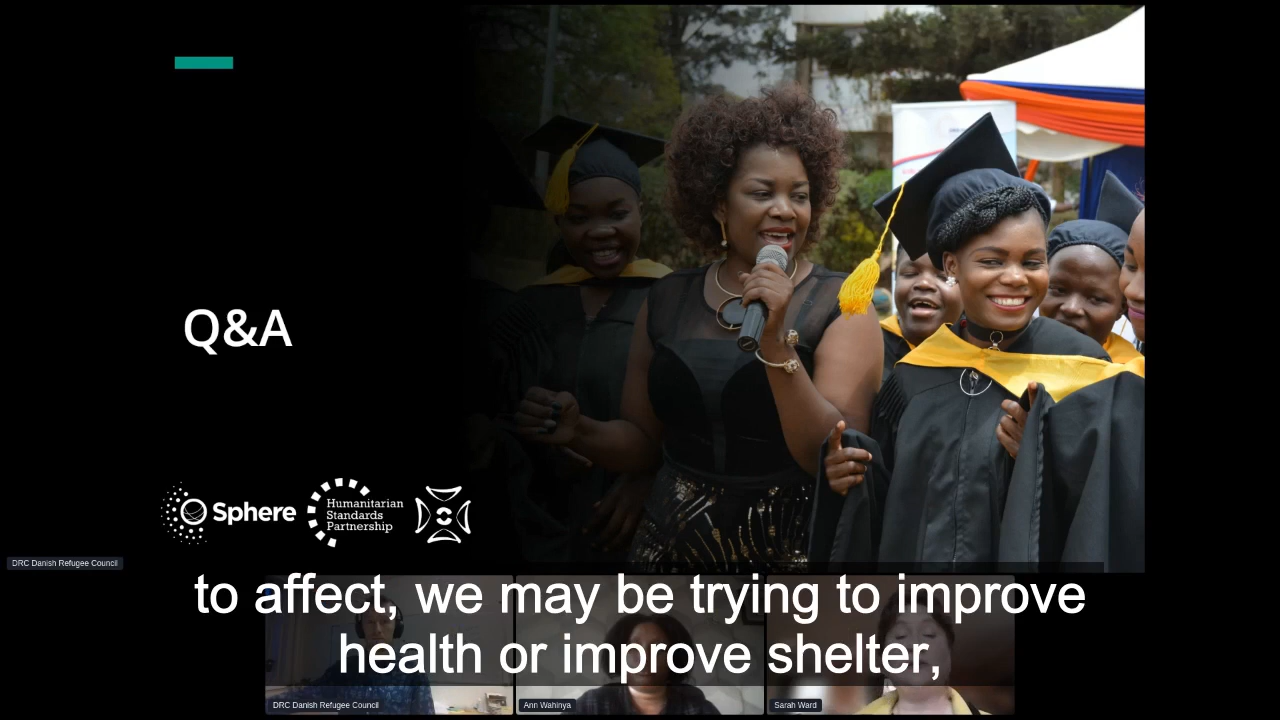 Q&A
Sphere
Humanitarian
Standards
Partnership
DRC Danish Refugee Council
to affect, we may be trying to improve
health or improve shelter,
DRC Danish Refugee Council
Ann Wahinya
Sarah Ward